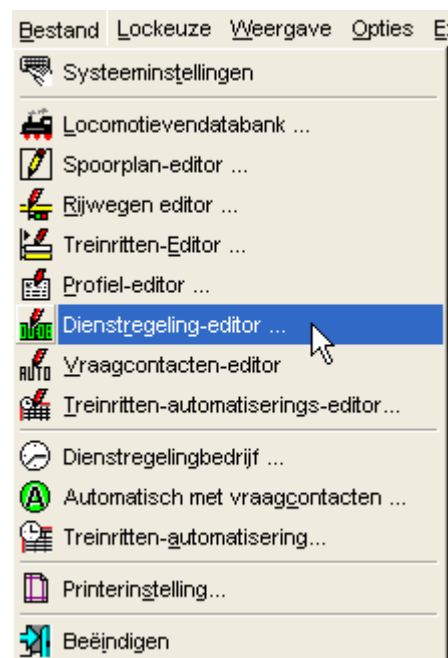 Bestand Lockeuze Weergave Opties
Systeeminstellingen
Locomotievendatabank ...
Spoorplan-editor ...
Rijwegen editor ...
Treinritten-Editor ...
Profiel-editor ...
Dienstregeling-editor ...
AUTO Vraagcontacten-editor
Treinritten-automatiserings-editor...
Dienstregelingbedrijf ...
A Automatisch met vraagcontacten ...
Treinritten-automatisering...
Printerinstelling...
Beëindigen